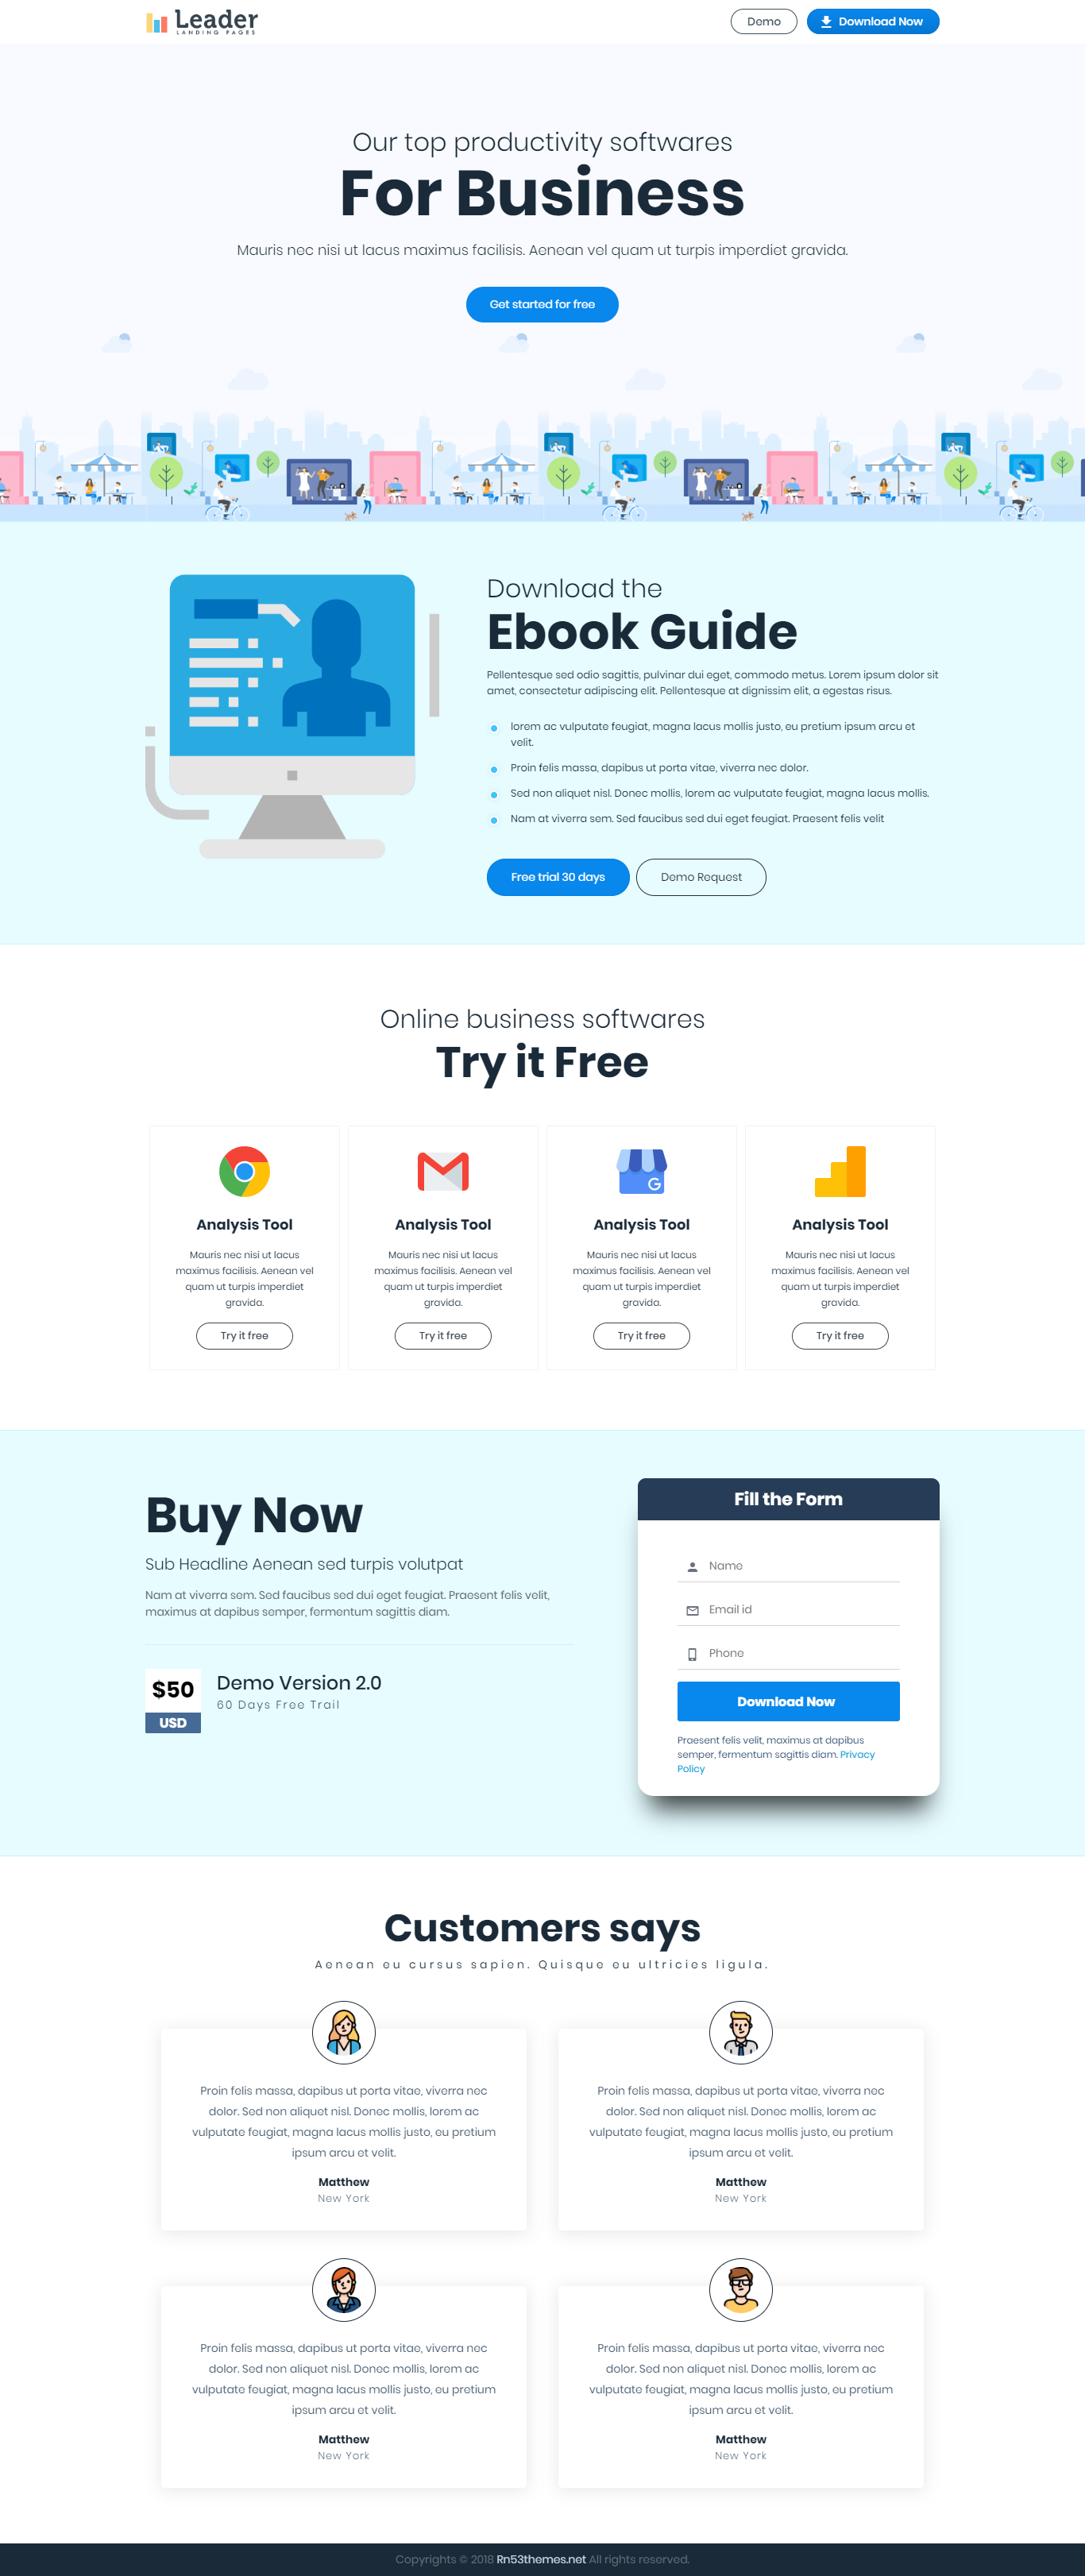 Leader
LANDING PAGES
Demo
Download Now
Our top productivity softwares
For Business
Mauris nec nisi ut lacus maximus facilisis. Aenean vel quam ut turpis imperdiet gravida.
Get started for free
Download the
Ebook Guide
Pellentesque sed odio sagittis, pulvinar dui eget, commodo metus. Lorem ipsum dolor sit
amet, consectetur adipiscing elit. Pellentesque at dignissim elit, a egestas risus.
lorem ac vulputate feugiat, magna lacus mollis justo, eu pretium ipsum arcu et
velit.
Proin felis massa, dapibus ut porta vitae, viverra nec dolor.
Sed non aliquet nisl. Donec mollis, lorem ac vulputate feugiat, magna lacus mollis.
Nam at viverra sem. Sed faucibus sed dui eget feugiat. Praesent felis velit
Free trial 30 days
Demo Request
Online business softwares
Try it Free
Analysis Tool
Mauris nec nisi ut lacus
maximus facilisis. Aenean vel
quam ut turpis imperdiet
gravida.
Try it free
Analysis Tool
Mauris nec nisi ut lacus
maximus facilisis. Aenean vel
quam ut turpis imperdiet
gravida.
Try it free
G
Analysis Tool
Mauris nec nisi ut lacus
maximus facilisis. Aenean vel
quam ut turpis imperdiet
gravida.
Try it free
Analysis Tool
Mauris nec nisi ut lacus
maximus facilisis. Aenean vel
quam ut turpis imperdiet
gravida.
Try it free
Buy Now
Sub Headline Aenean sed turpis volutpat
Nam at viverra sem. Sed faucibus sed dui eget feugiat. Praesent felis velit,
maximus at dapibus semper, fermentum sagittis diam.
$50
USD
Demo Version 2.0
60 Days Free Trail
Fill the Form
Name
Email id
Phone
Download Now
Praesent felis velit, maximus at dapibus
semper, fermentum sagittis diam. Privacy
Policy
Customers says
Aenean eu cursus sapien. Quisque eu ultricies ligula.
Proin felis massa, dapibus ut porta vitae, viverra nec
dolor. Sed non aliquet nisl. Donec mollis, lorem ac
vulputate feugiat, magna lacus mollis justo, eu pretium
ipsum arcu et velit.
Matthew
New York
Proin felis massa, dapibus ut porta vitae, viverra nec
dolor. Sed non aliquet nisl. Donec mollis, lorem ac
vulputate feugiat, magna lacus mollis justo, eu pretium
ipsum arcu et velit.
Matthew
New York
Proin felis massa, dapibus ut porta vitae, viverra nec
dolor. Sed non aliquet nisl. Donec mollis, lorem ac
vulputate feugiat, magna lacus mollis justo, eu pretium
ipsum arcu et velit.
Matthew
New York
Proin felis massa, dapibus ut porta vitae, viverra nec
dolor. Sed non aliquet nisl. Donec mollis, lorem ac
vulputate feugiat, magna lacus mollis justo, eu pretium
ipsum arcu et velit.
Matthew
New York
Copyrights © 2018 Rn53themes.net All rights reserved.